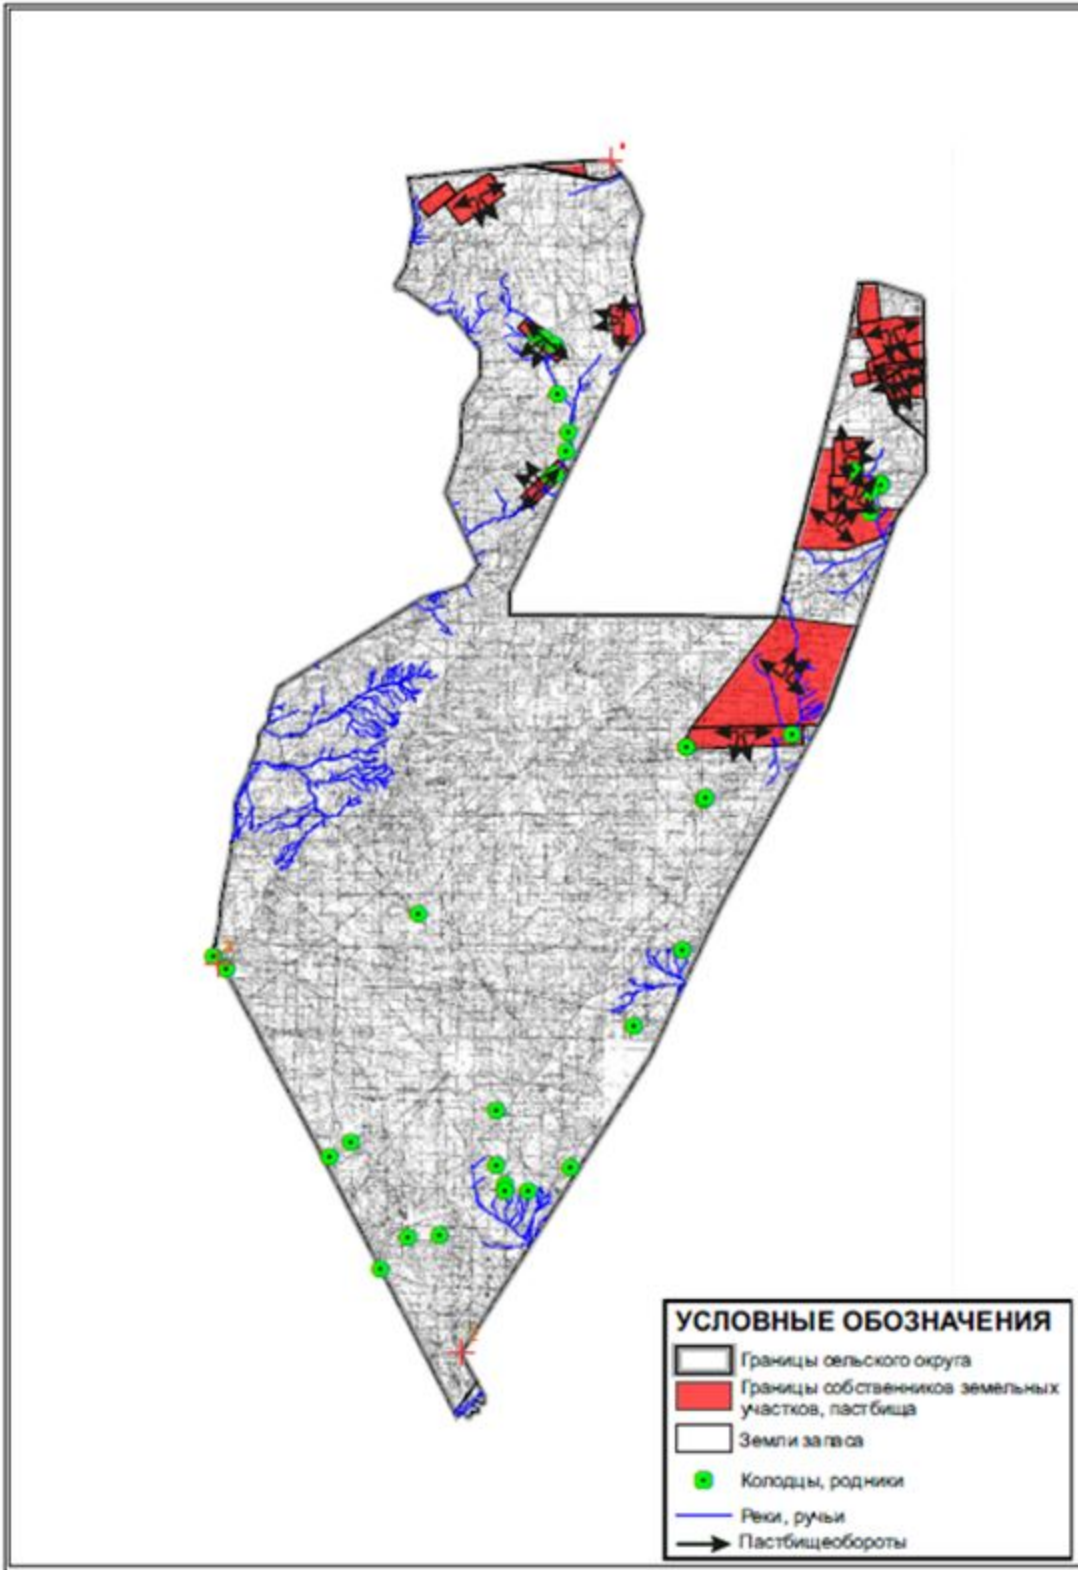 УСЛОВНЫЕ ОБОЗНАЧЕНИЯ
Границы сельского округа
Границы собственников земельных
участков, пастбища
Земли запаса
Колодцы, родники
Реки, ручьи
Пастбищеобороты